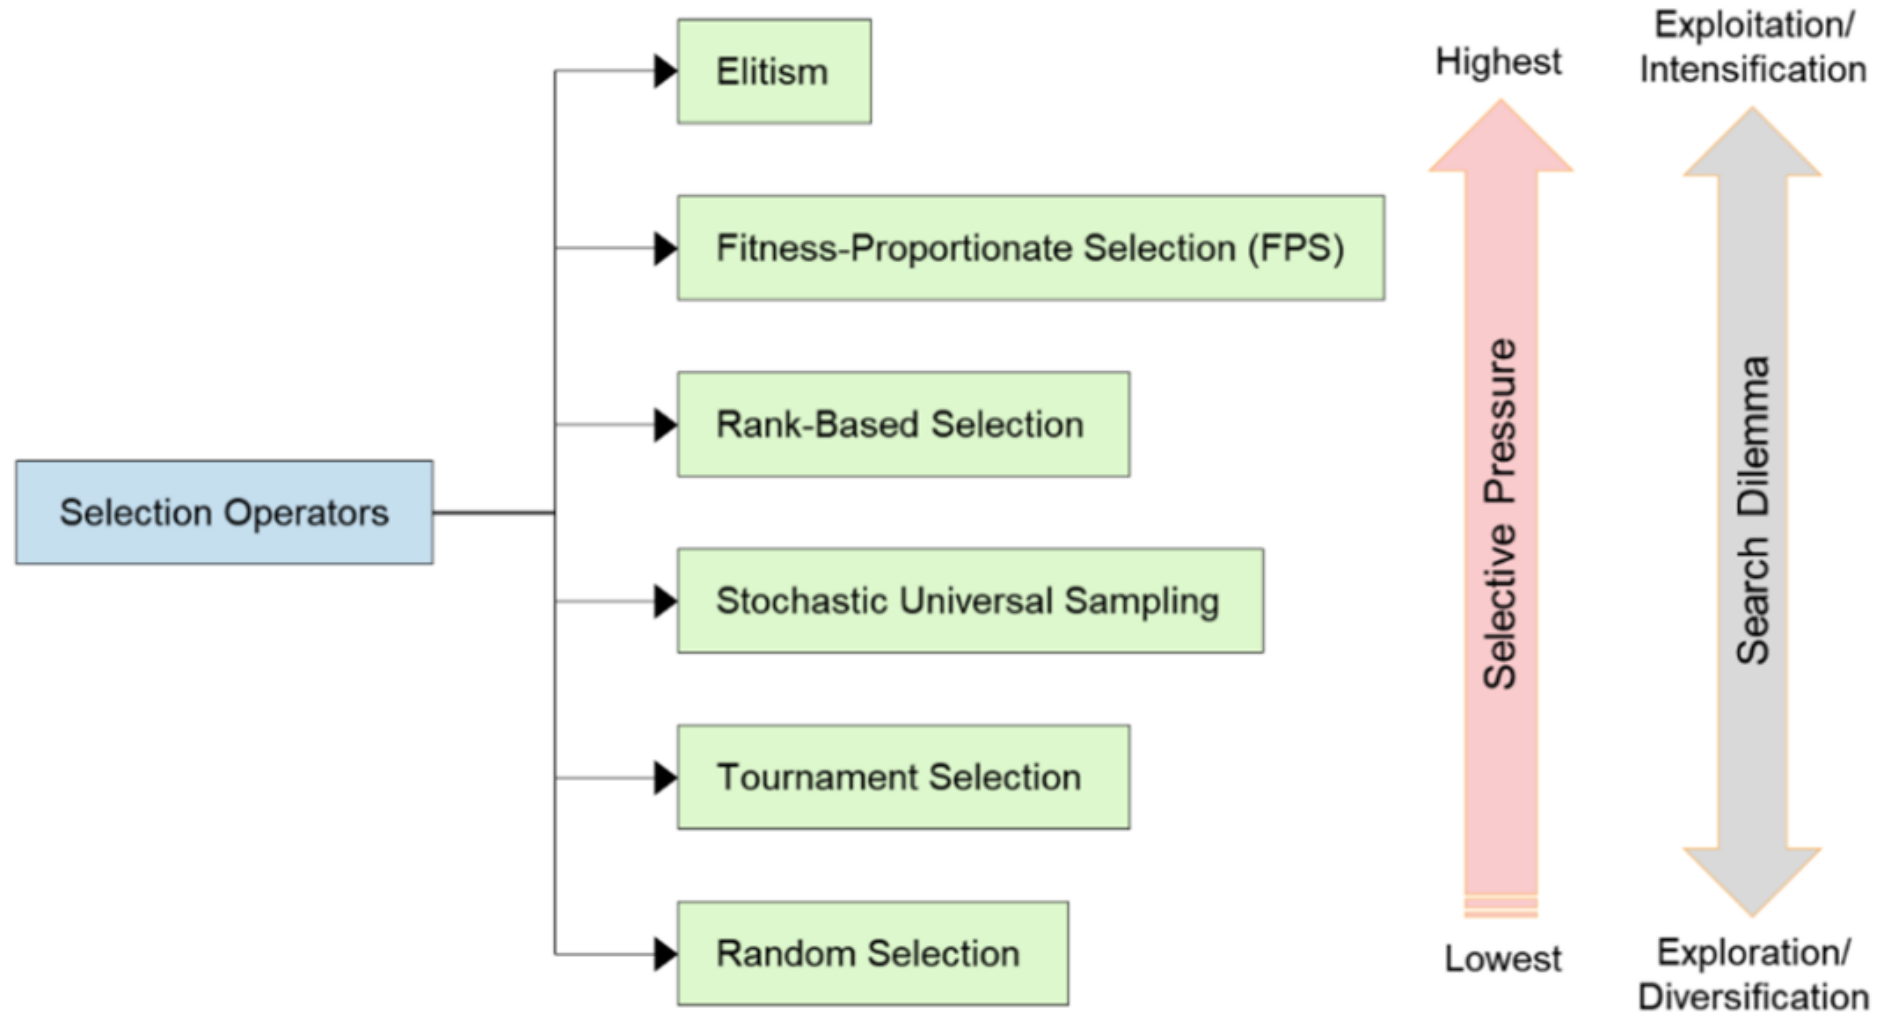 Elitism
Fitness-Proportionate Selection (FPS)
Rank-Based Selection
Selection Operators
Stochastic Universal Sampling
Tournament Selection
Random Selection
Highest
Selective Pressure
Lowest
Exploitation/
Intensification
Search Dilemma
Exploration/
Diversification